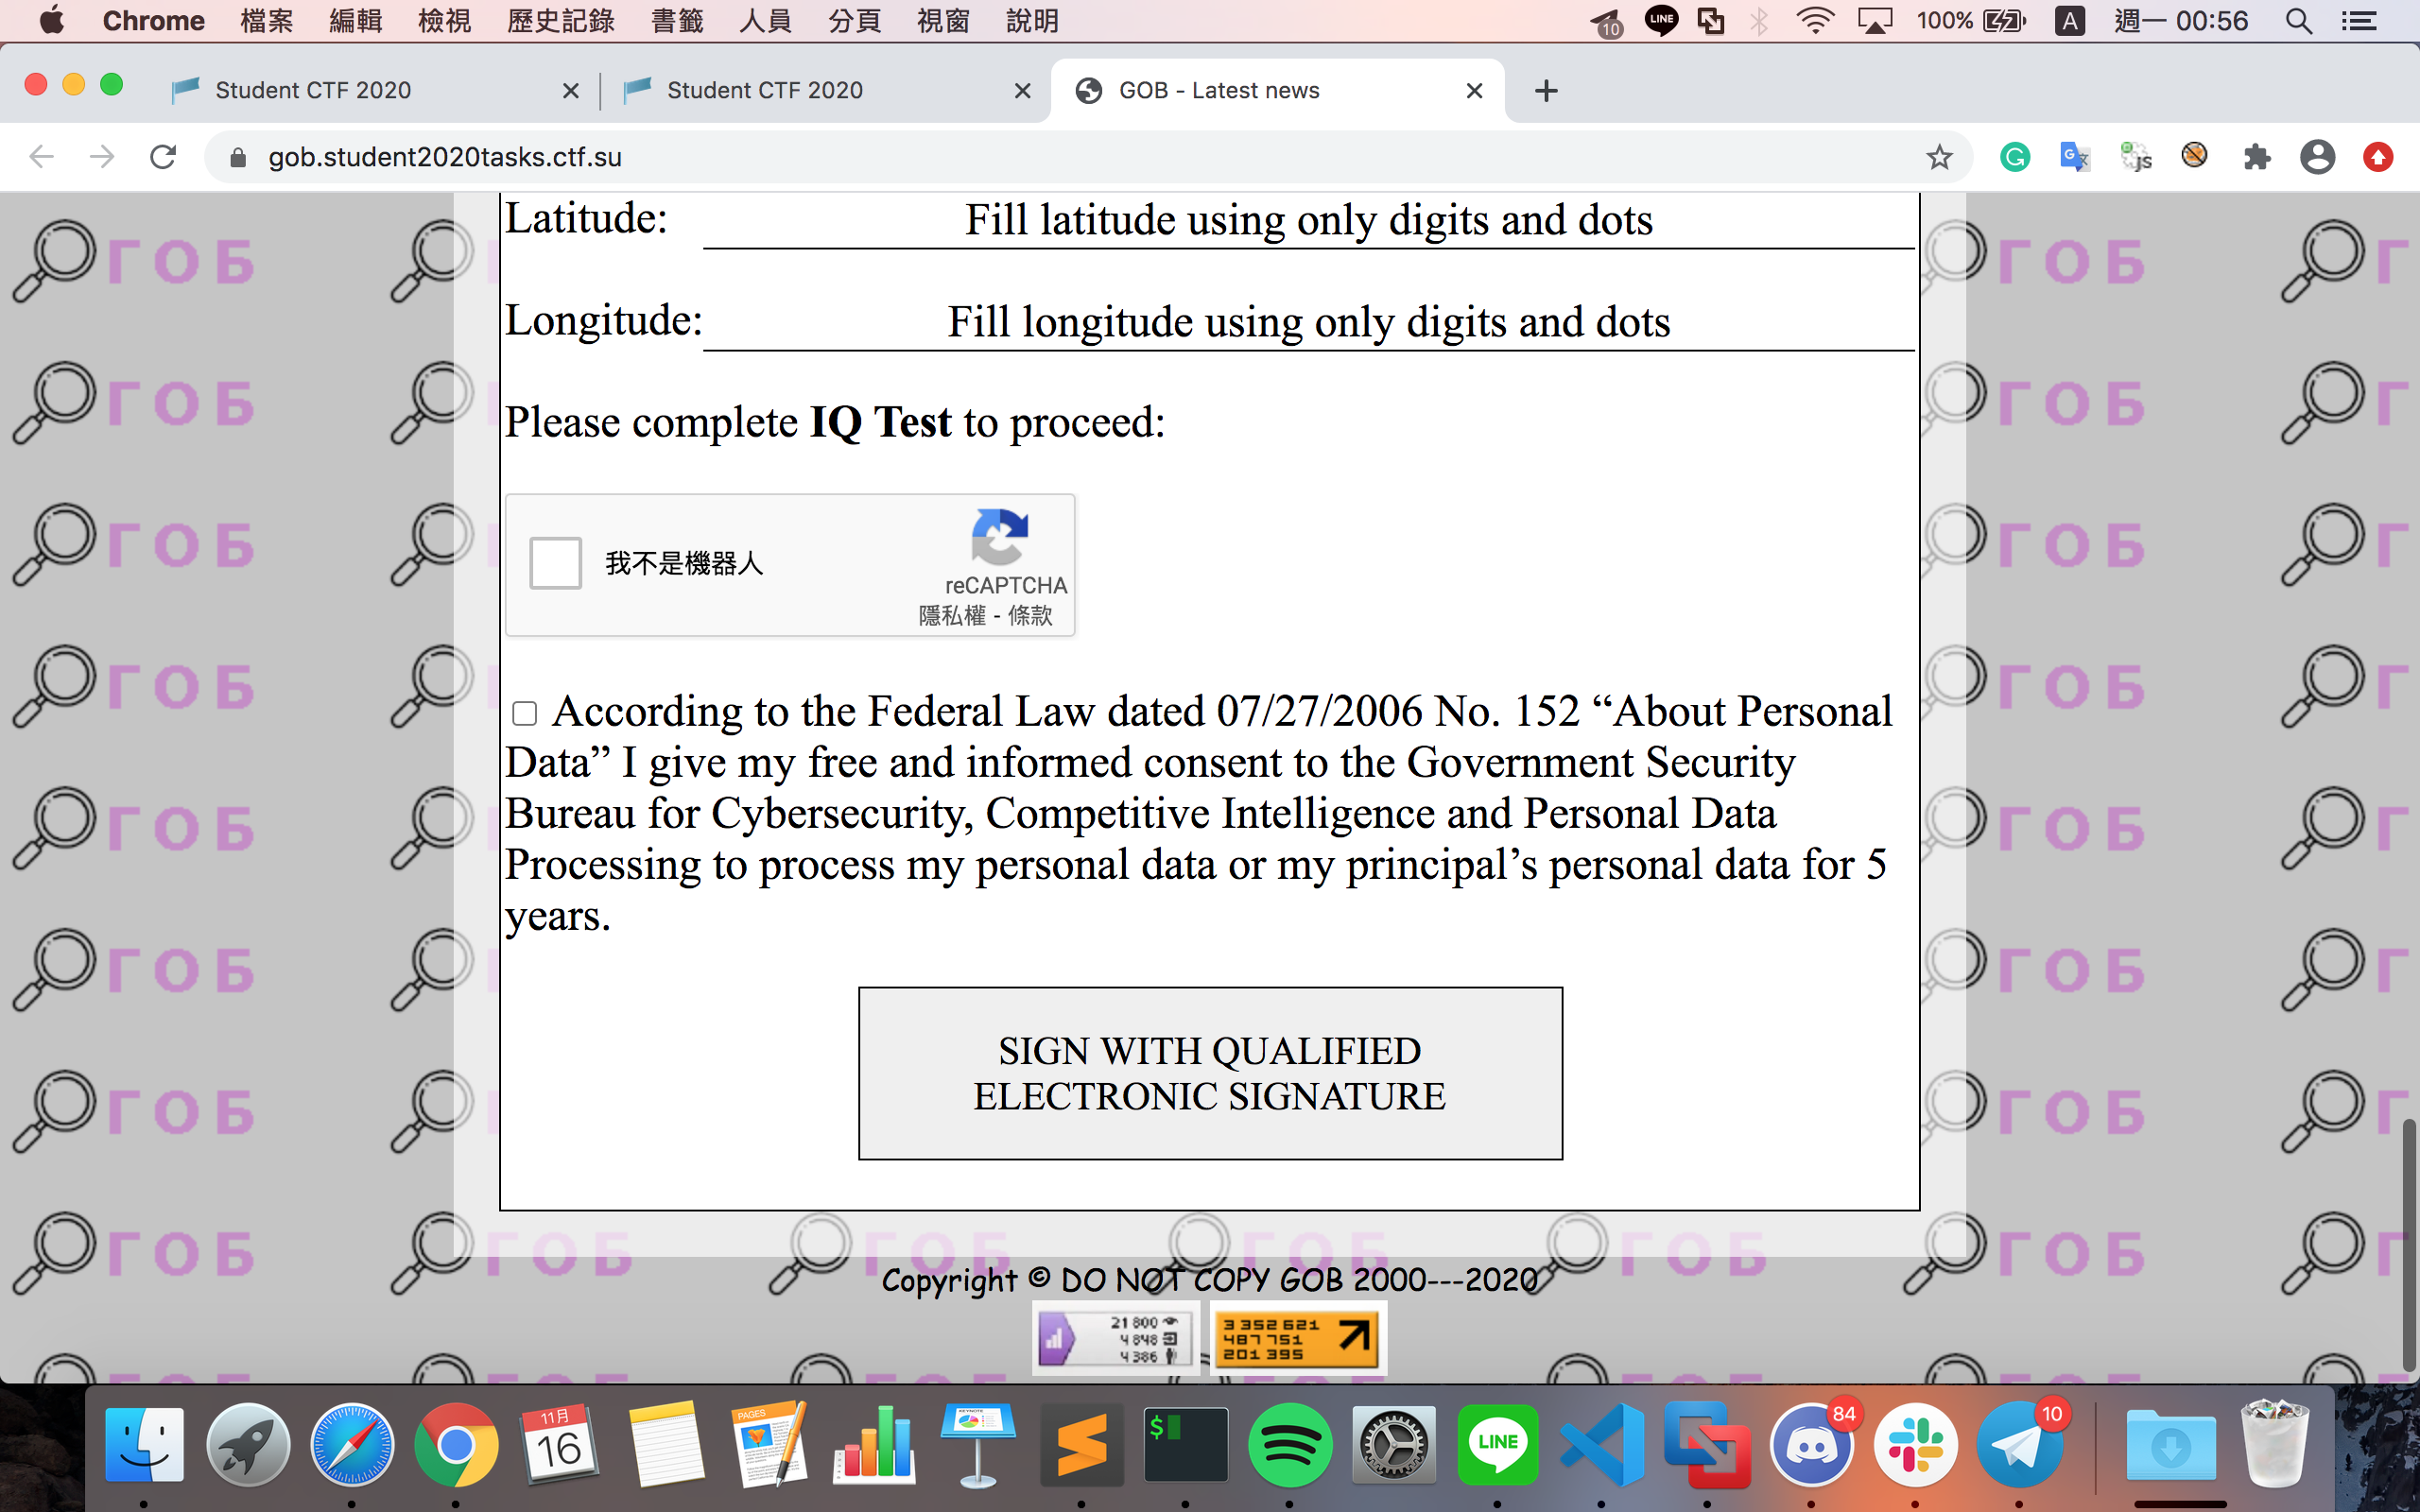 Chrome 檔案 編輯 檢視 歷史記錄 書籤 人員 分頁 視窗 說明 10 LINE 100% A 週一 00:56
Student CTF 2020 Student CTF 2020 GOB - Latest news
gob.student2020tasks.ctf.su
Latitude: Fill latitude using only digits and dots
Longitude: Fill longitude using only digits and dots
Please complete IQ Test to proceed:
我不是機器人
reCAPTCHA
隱私權 - 條款
According to the Federal Law dated 07/27/2006 No. 152 “About Personal
Data” I give my free and informed consent to the Government Security
Bureau for Cybersecurity, Competitive Intelligence and Personal Data
Processing to process my personal data or my principal’s personal data for 5
years.
SIGN WITH QUALIFIED
ELECTRONIC SIGNATURE
ГОБ
Copyright © DO NOT COPY GOB 2000---2020
21 800
4 848
4 386
3 352 621
487 751
201 395
11月
16
PAGES
KEYNOTE
$
LINE
84
10